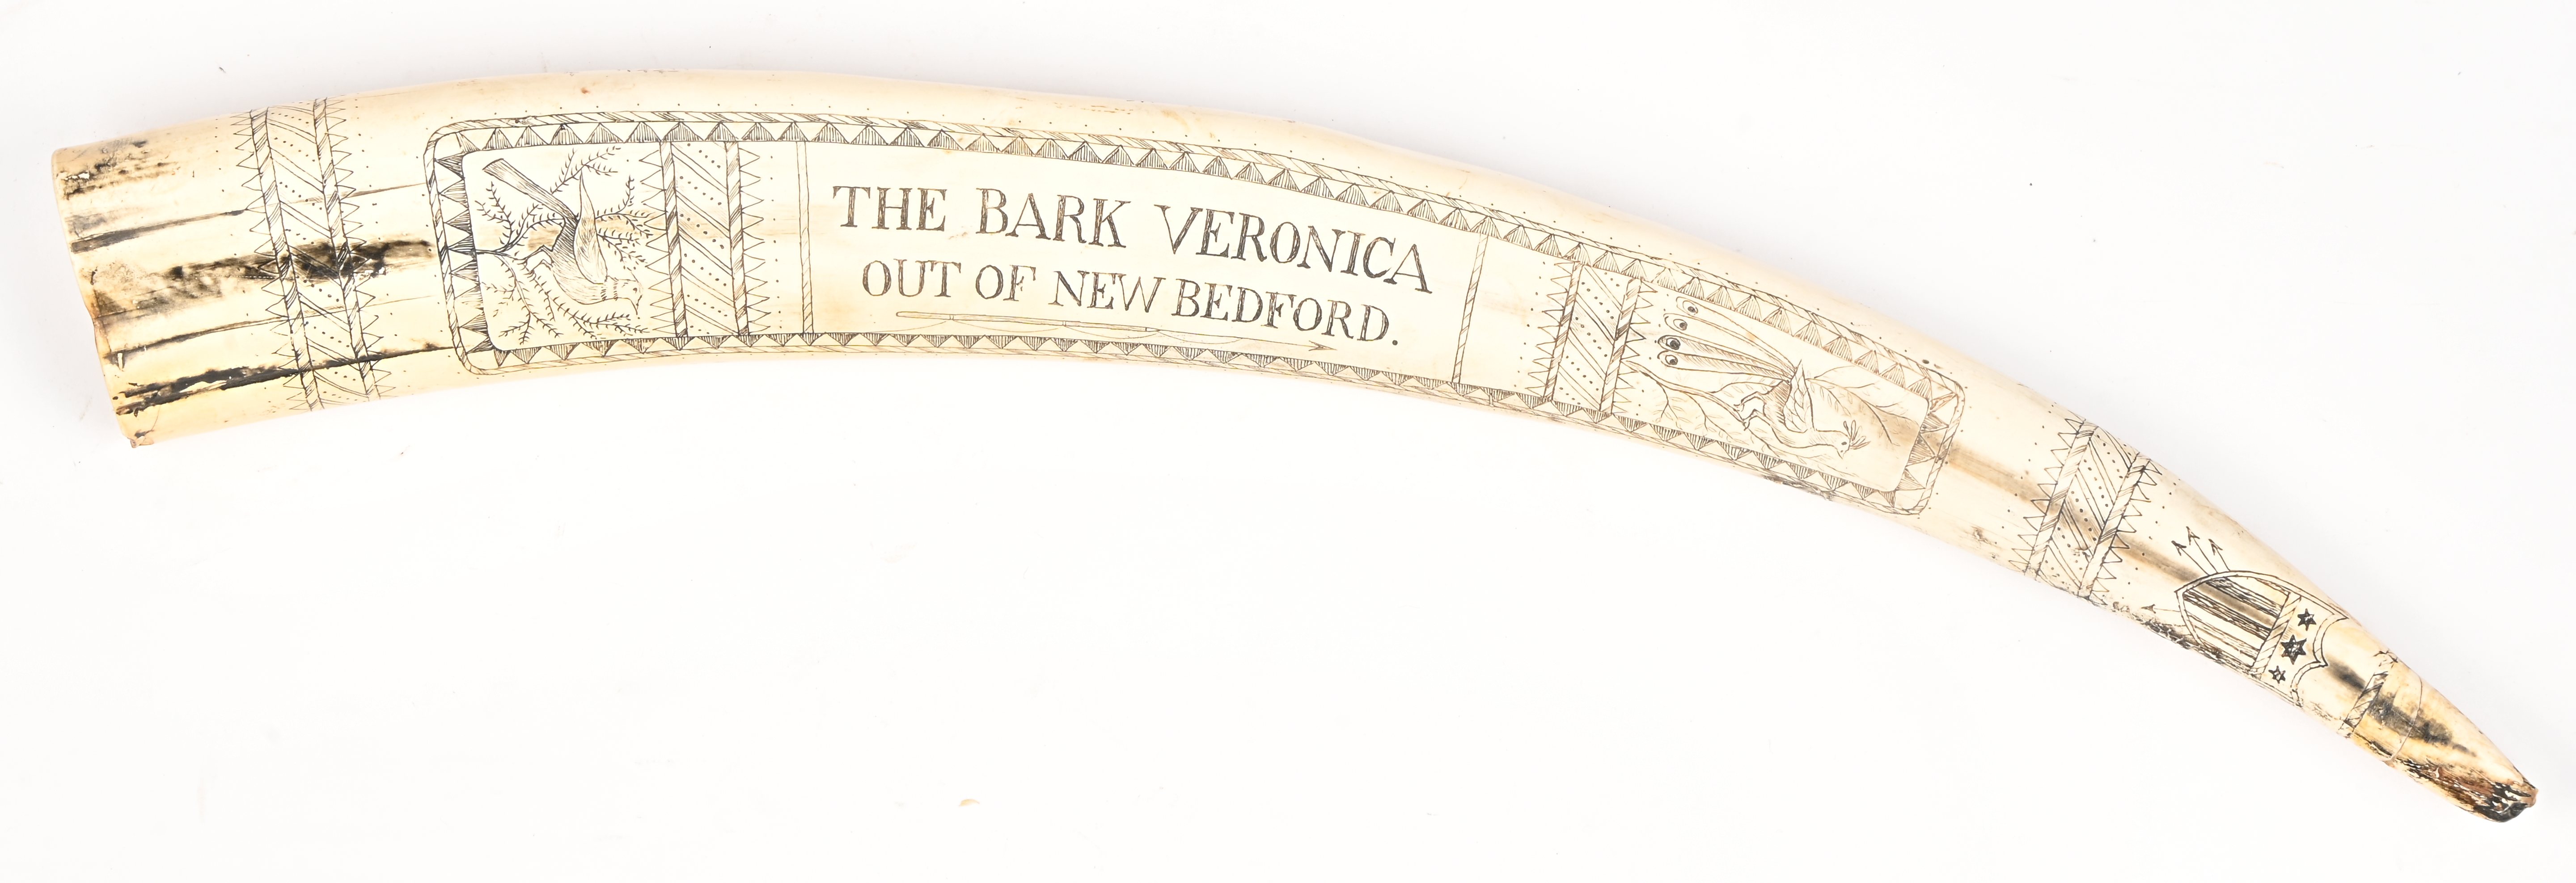 THE BARK VERONICA
OUT OF NEW BEDFORD.